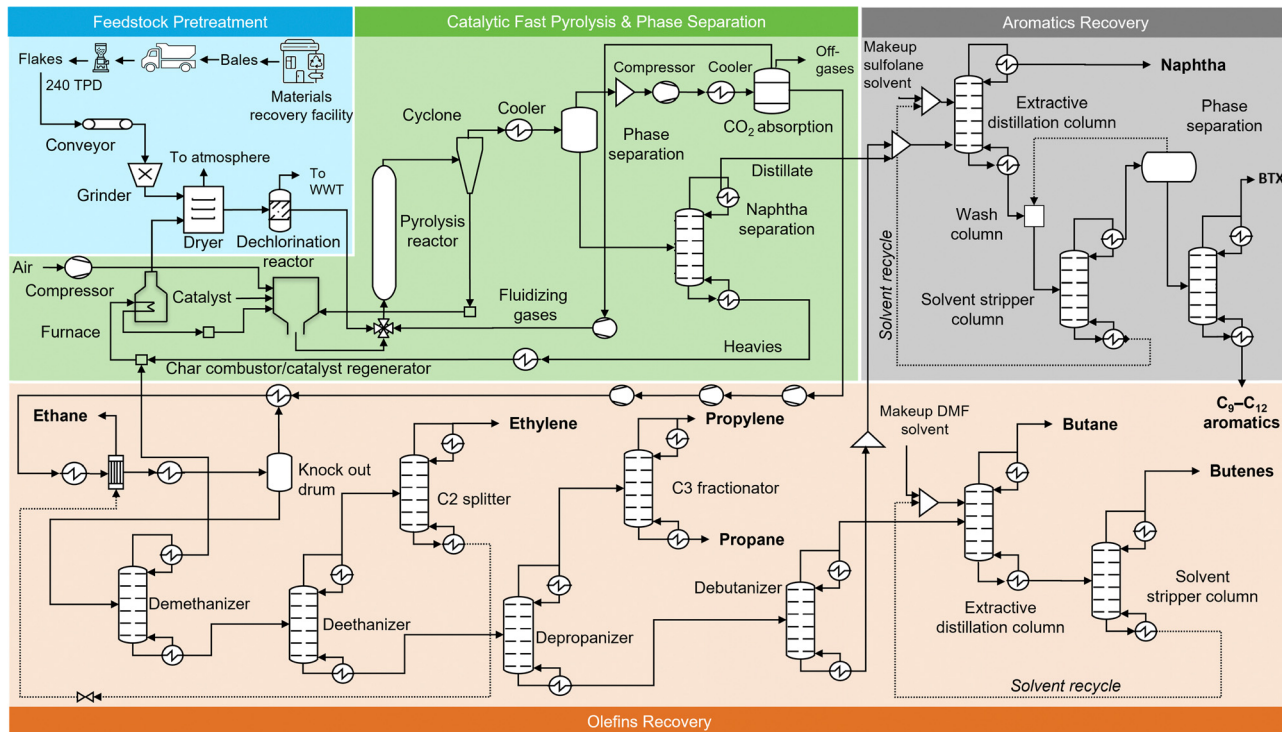 Feedstock Pretreatment
Flakes
Bales
240 TPD
Materials
recovery facility
Conveyor
To atmosphere
To
WWT
Grinder
Dryer
Dechlorination
reactor
Catalytic Fast Pyrolysis & Phase Separation
Off-
gases
Compressor
Cooler
Cyclone
Cooler
CO₂ absorption
Phase
separation
Distillate
Naphtha
separation
Pyrolysis
reactor
Air
Compressor
Catalyst
Furnace
Fluidizing
gases
Heavies
Char combustor/catalyst regenerator
Aromatics Recovery
Makeup
sulfolane
solvent
Naphtha
Extractive
distillation column
Phase
separation
BTX
Wash
column
Solvent recycle
Solvent stripper
column
C₉–C₁₂
aromatics
Ethane
Ethylene
Propylene
Makeup DMF
solvent
Butane
Butenes
Knock out
drum
C2 splitter
C3 fractionator
Propane
Demethanizer
Deethanizer
Depropanizer
Debutanizer
Extractive
distillation column
Solvent
stripper column
Solvent recycle
Olefins Recovery